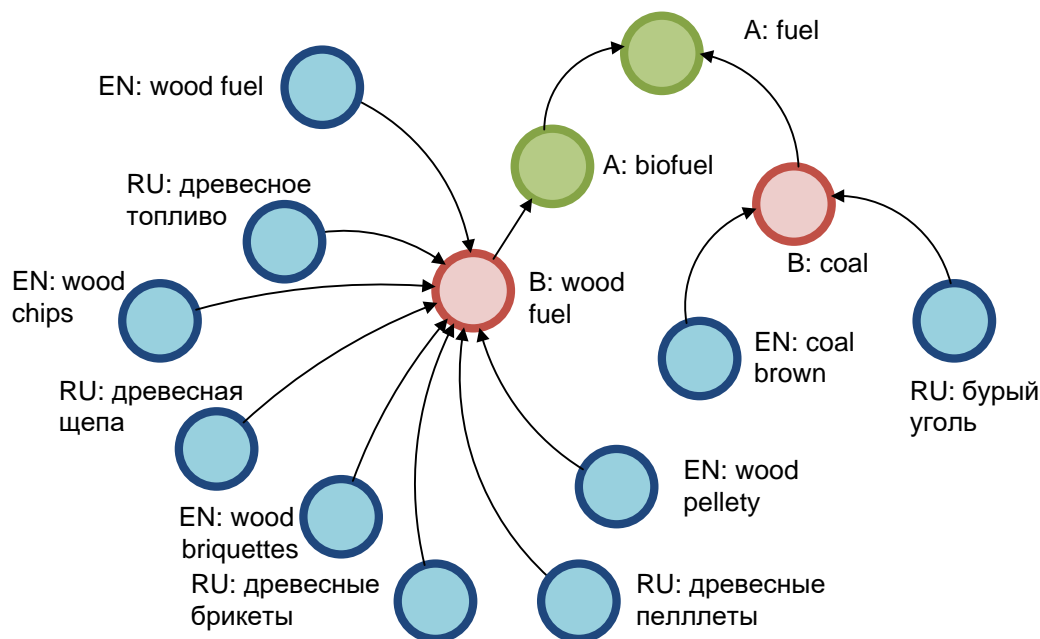 A: fuel
EN: wood fuel
A: biofuel
RU: древесное
топливо
B: coal
EN: wood
chips
B: wood
fuel
EN: coal
brown
RU: бурый
уголь
RU: древесная
щепа
EN: wood
pellety
EN: wood
briquettes
RU: древесные
брикеты
RU: древесные
пелллеты